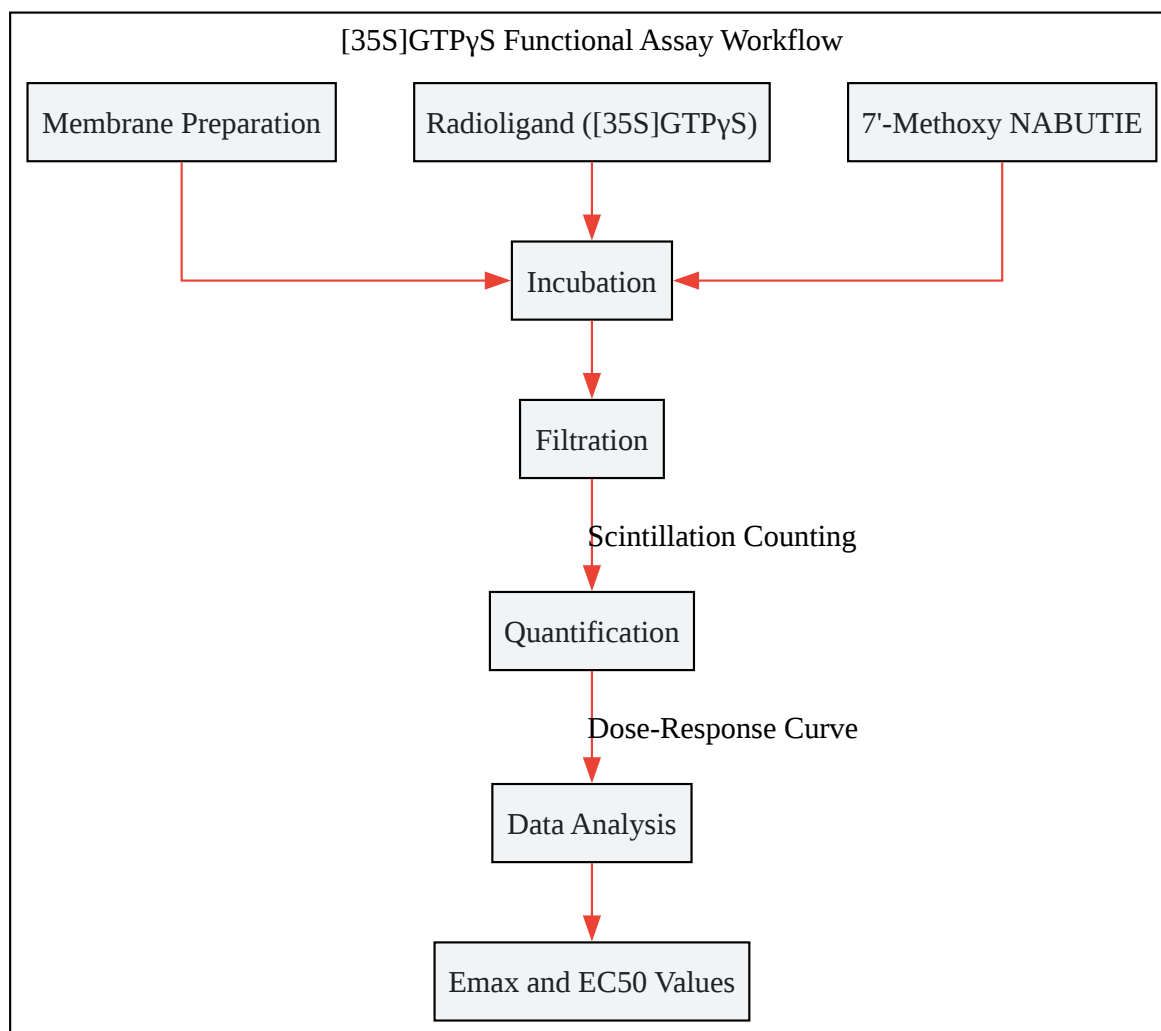 [35S]GTPγS Functional Assay Workflow
Membrane Preparation
Radioligand ([35S]GTPγS)
7'-Methoxy NABUTIE
Incubation
Filtration
Scintillation Counting
Quantification
Dose-Response Curve
Data Analysis
Emax and EC50 Values